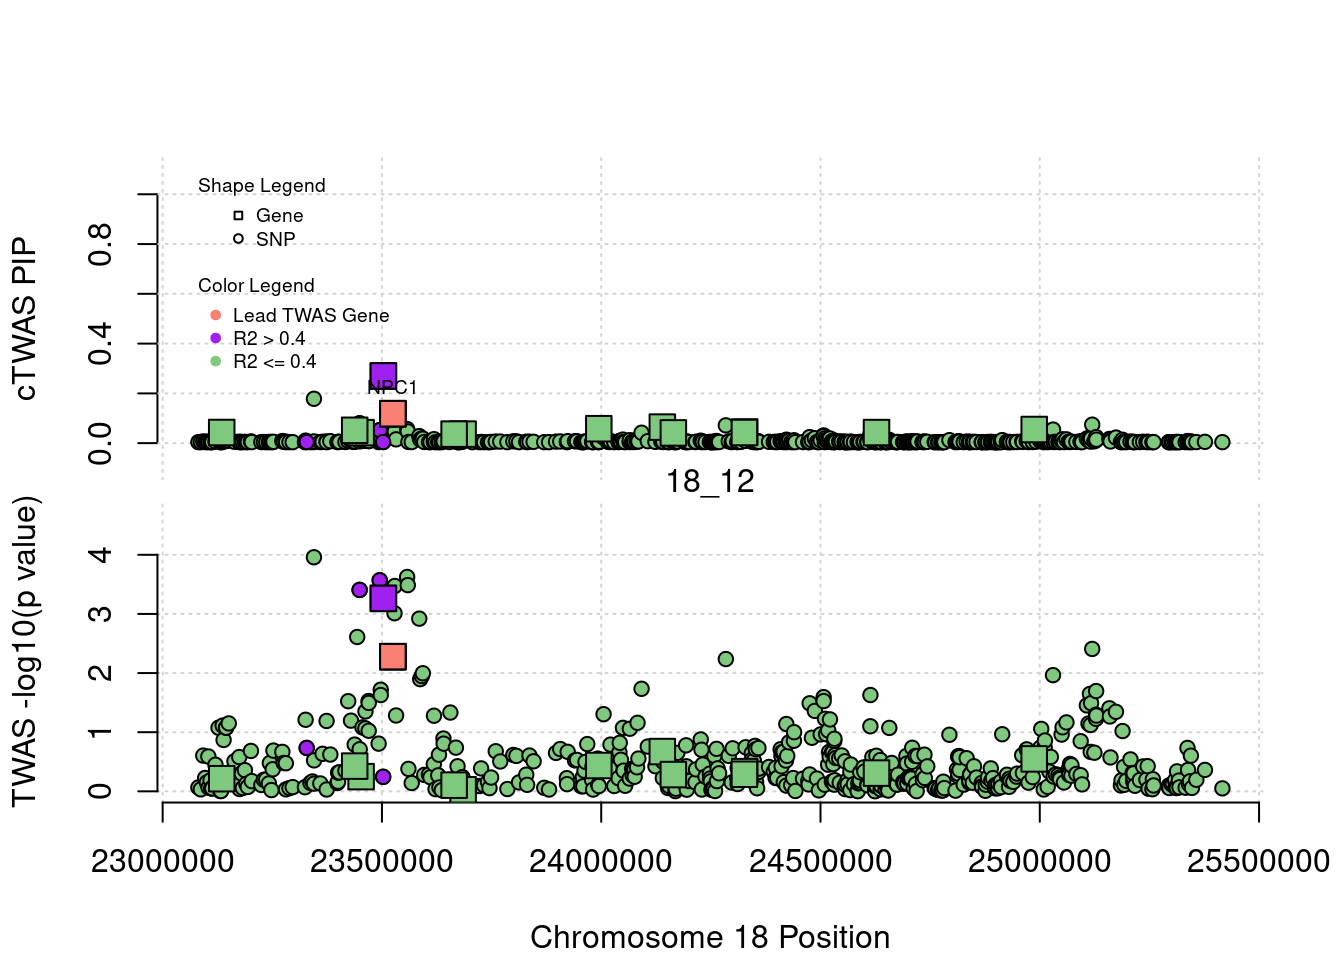 Shape Legend
Gene
SNP
Color Legend
Lead TWAS Gene
R2 > 0.4
R2 <= 0.4
NPC1
cTWAS PIP
0.8
0.4
0.0
18_12
TWAS -log10(p value)
4
3
2
1
0
23000000 23500000 24000000 24500000 25000000 25500000
Chromosome 18 Position